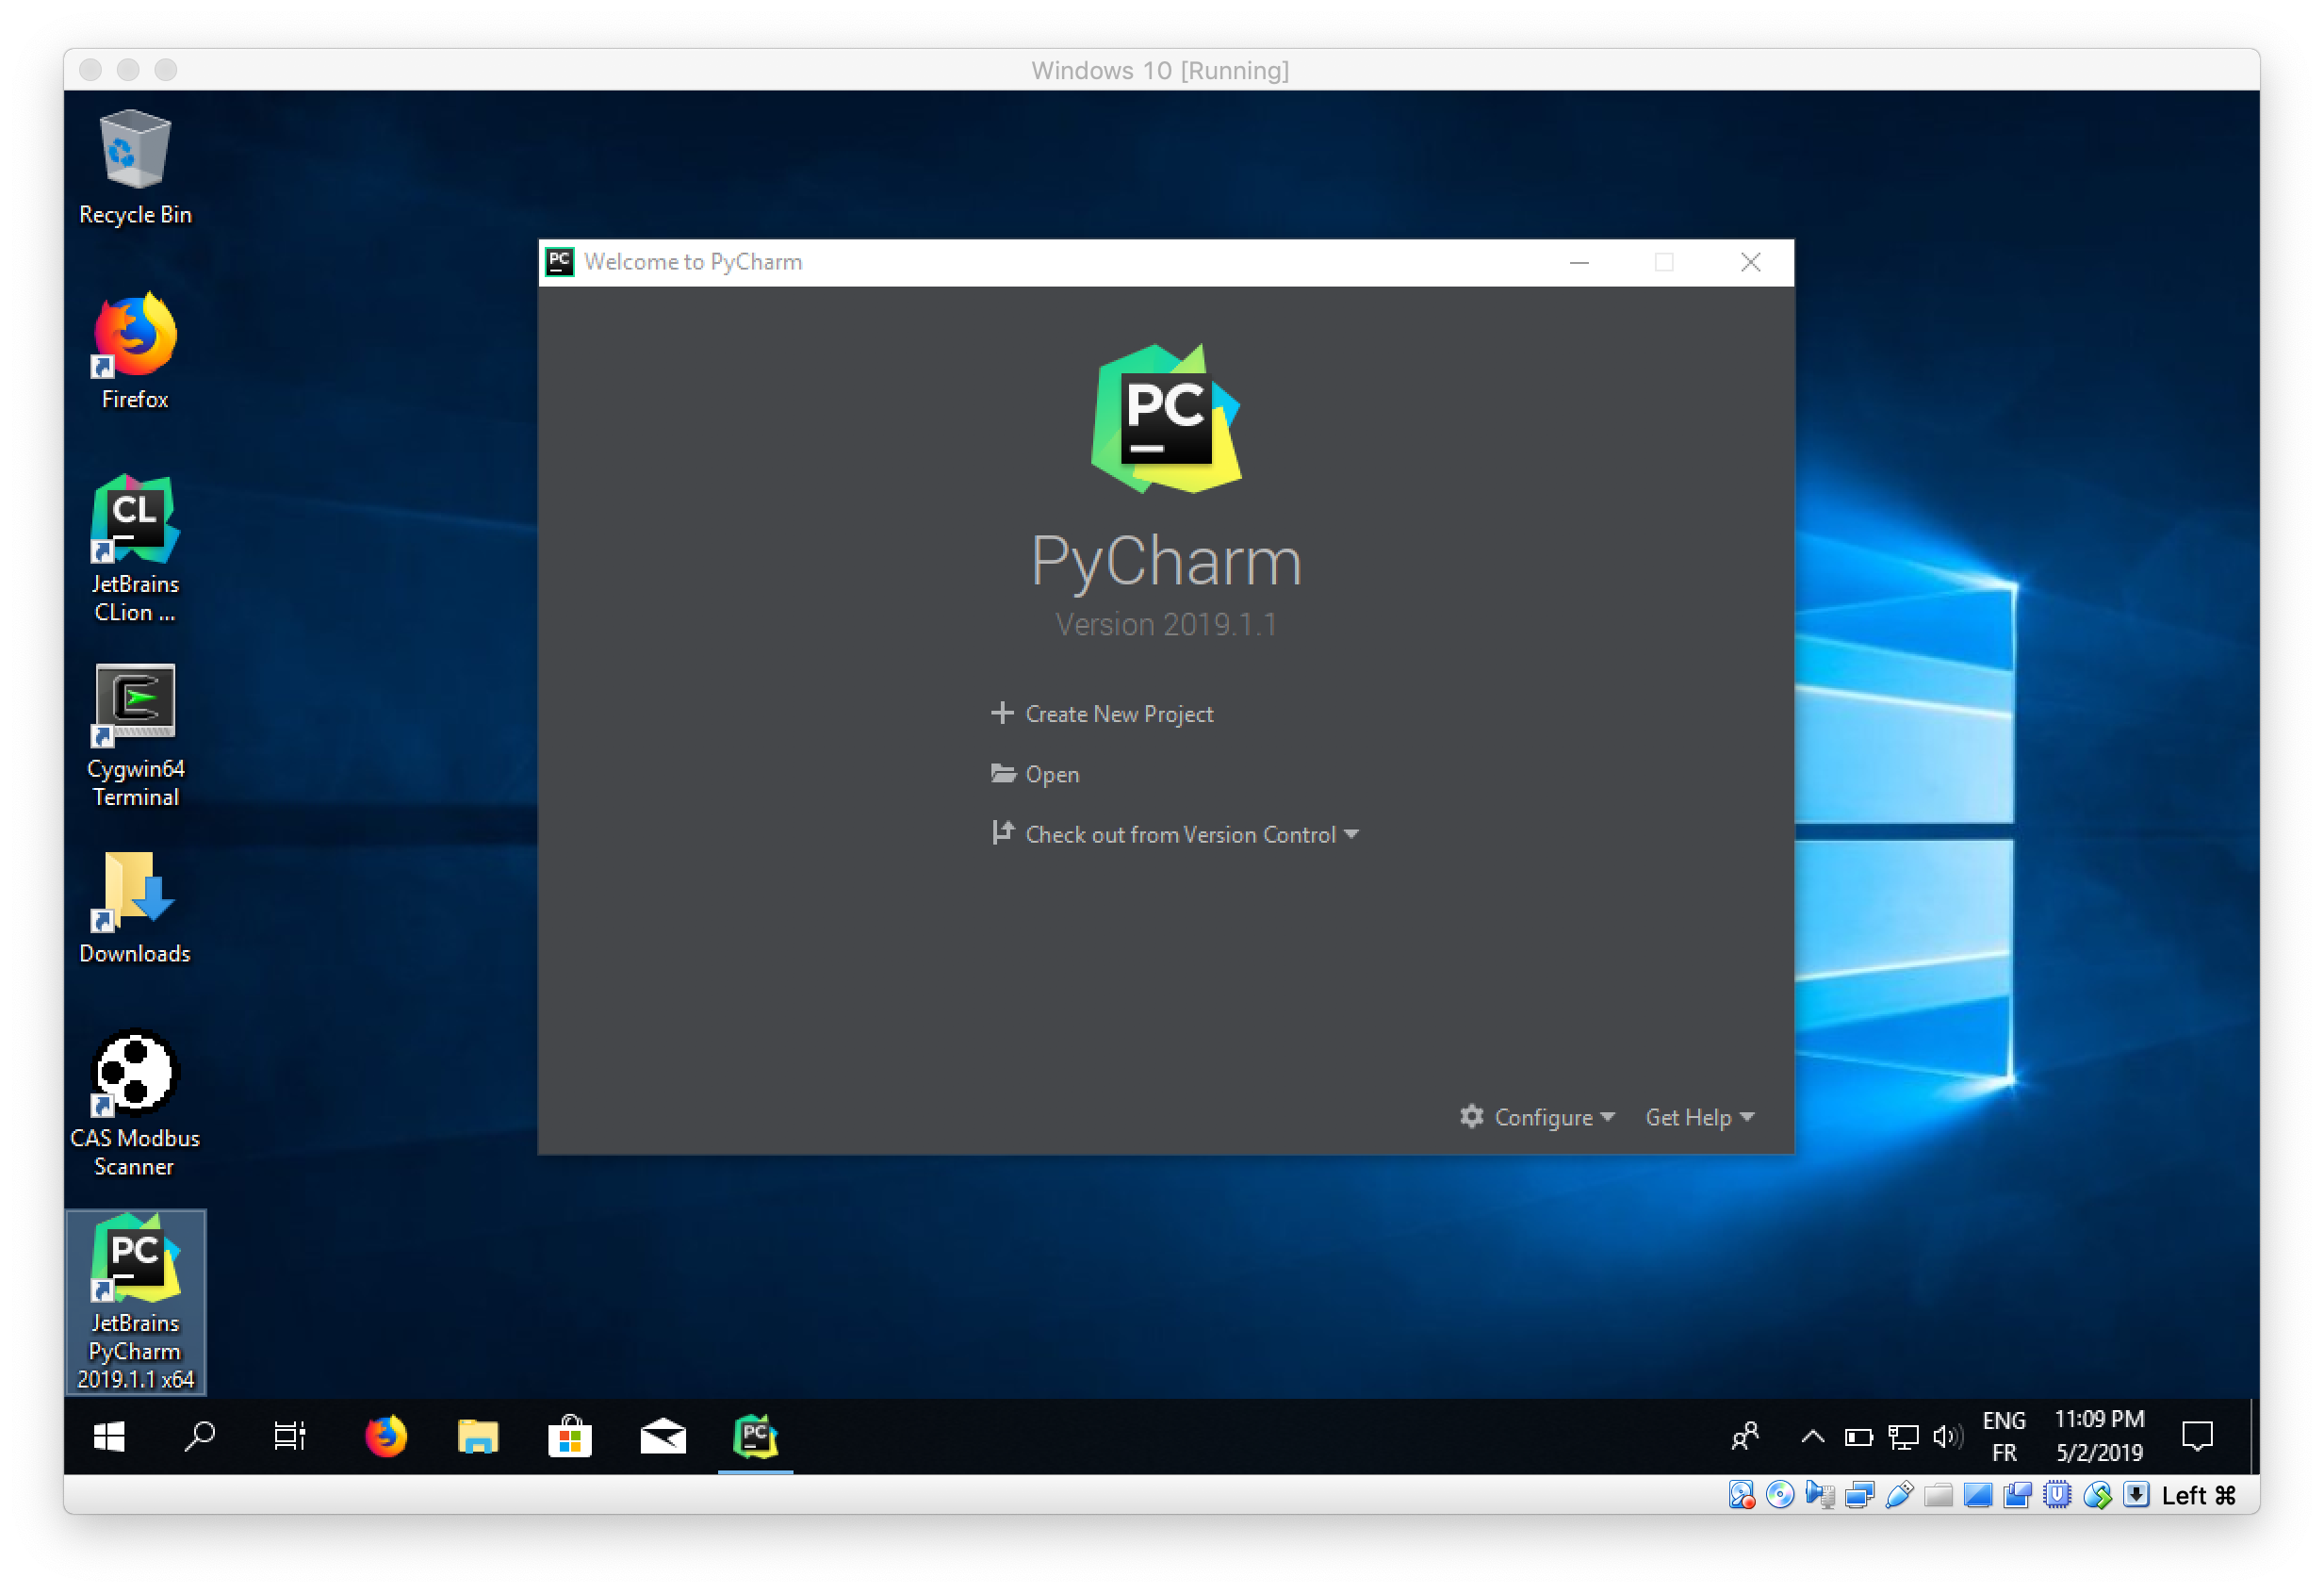 Windows 10 [Running]
Recycle Bin
Firefox
CL
JetBrains
CLion ...
Cygwin64
Terminal
Downloads
CAS Modbus
Scanner
PC
JetBrains
PyCharm
2019.1.1 x64
PC
Welcome to PyCharm
PC
PyCharm
Version 2019.1.1
Create New Project
Open
Check out from Version Control
Configure
Get Help
PC
ENG
FR
11:09 PM
5/2/2019
Left ⌘